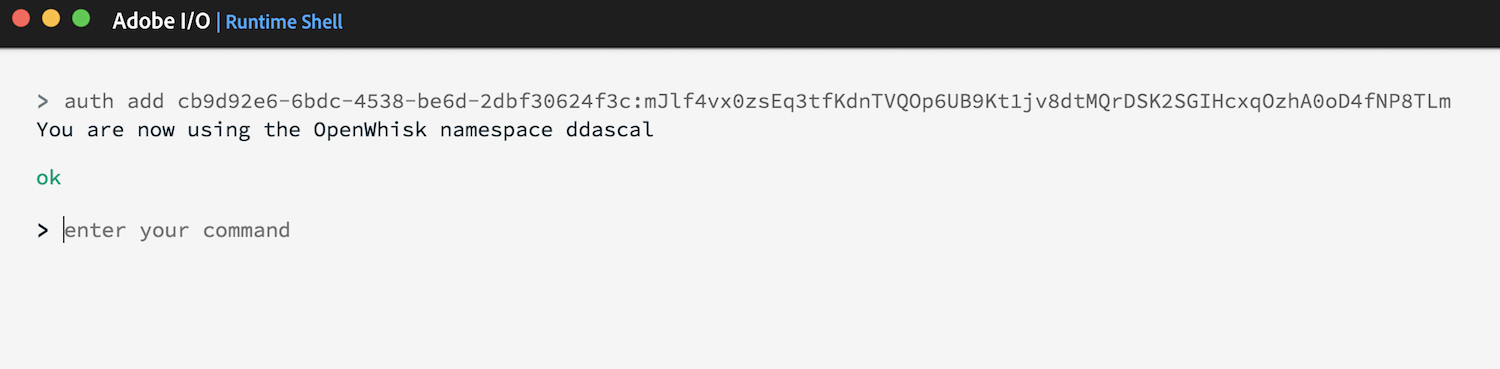 Adobe I/O | Runtime Shell
> auth add cb9d92e6-6bdc-4538-be6d-2dbf30624f3c:mJlf4vx0zsEq3tfKdnTVQOp6UB9Kt1jv8dtMQrDSK2SGIHcxqOzhA0oD4fNP8TLm
You are now using the OpenWhisk namespace ddascal
ok
> enter your command